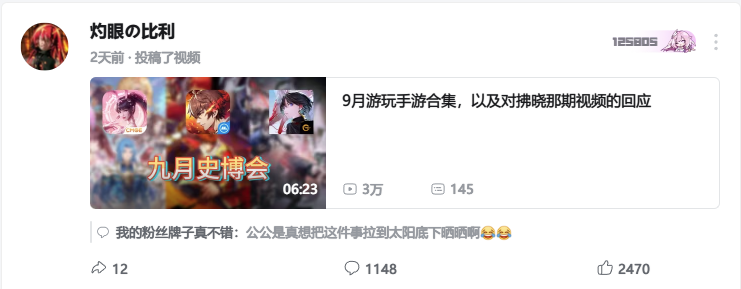 灼眼の比利
125805
2天前 · 投稿了视频
9月游玩手游合集，以及对拂晓那期视频的回应
CMGE
九月史博会
06:23
3万
145
我的粉丝牌子真不错：公公是真想把这件事拉到太阳底下晒晒啊😂😂
12
1148
2470